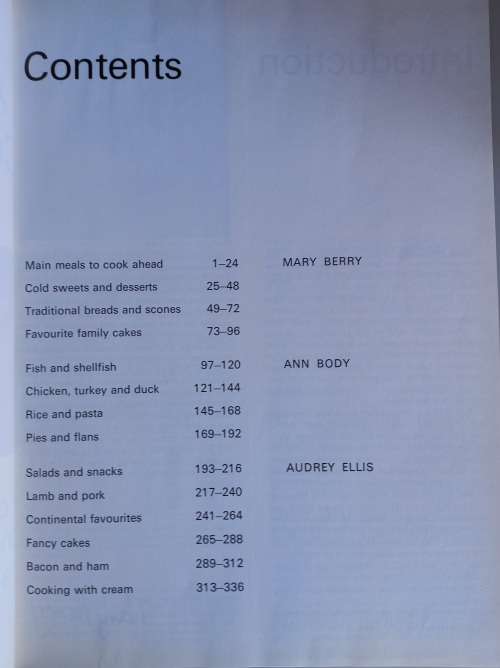 Contents
Main meals to cook ahead 1–24 MARY BERRY
Cold sweets and desserts 25–48
Traditional breads and scones 49–72
Favourite family cakes 73–96
Fish and shellfish 97–120 ANN BODY
Chicken, turkey and duck 121–144
Rice and pasta 145–168
Pies and flans 169–192
Salads and snacks 193–216 AUDREY ELLIS
Lamb and pork 217–240
Continental favourites 241–264
Fancy cakes 265–288
Bacon and ham 289–312
Cooking with cream 313–336